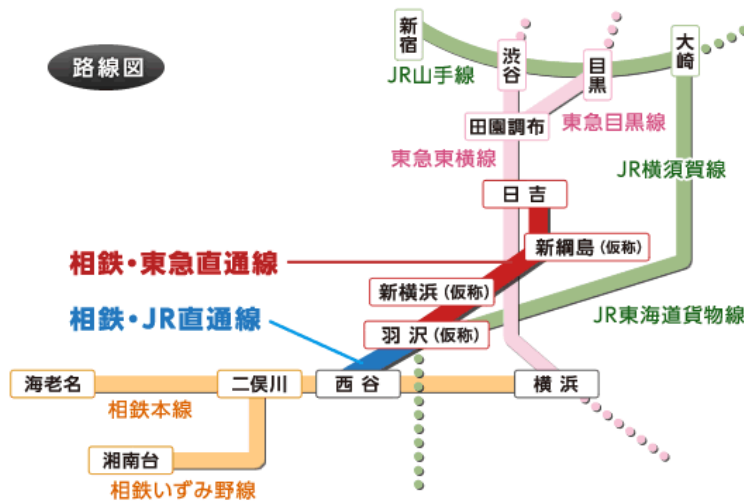 路線図
新宿
渋谷
目黒
大崎
JR山手線
田園調布
東急目黒線
東急東横線
JR横須賀線
日吉
相鉄・東急直通線
新綱島（仮称）
新横浜（仮称）
相鉄・JR直通線
羽沢（仮称）
JR東海道貨物線
海老名
二俣川
西谷
横浜
相鉄本線
湘南台
相鉄いずみ野線